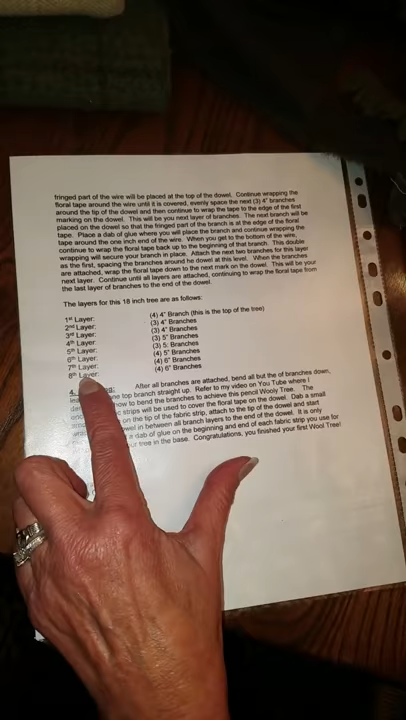 fringed part of the wire will be placed at the top of the dowel. Continue wrapping the
floral tape around the wire until it is covered, evenly space the next (3) 4" branches
around the tip of the dowel and then continue to wrap the tape to the edge of the first
marking on the dowel. This will be you next layer of branches. The next branch will be
placed on the dowel so that the fringed part of the branch is at the edge of the floral
tape. Place a dab of glue where you will place the branch and continue wrapping the
tape around the one inch end of the wire. When you get to the bottom of the wire,
continue to wrap the floral tape back up to the beginning of that branch. This double
wrapping will secure your branch in place. Attach the next two branches for this layer
as the first, spacing the branches around he dowel at this level. When the branches
are attached, wrap the floral tape down to the next mark on the dowel. This will be your
next layer. Continue until all layers are attached, continuing to wrap the floral tape from
the last layer of branches to the end of the dowel.
The layers for this 18 inch tree are as follows:
1st Layer: (4) 4" Branch (this is the top of the tree)
2nd Layer: (3) 4" Branches
3rd Layer: (3) 4" Branches
4th Layer: (3) 5" Branches
5th Layer: (3) 5: Branches
6th Layer: (4) 5" Branches
7th Layer: (4) 6" Branches
8th Layer: (4) 6" Branches
4. After all branches are attached, bend all but the of branches down,
one top branch straight up. Refer to my video on You Tube where I
how to bend the branches to achieve this pencil Wooly Tree. The
strips will be used to cover the floral tape on the dowel. Dab a small
on the tip of the fabric strip, attach to the tip of the dowel and start
in between all branch layers to the end of the dowel. It is only
a dab of glue on the beginning and end of each fabric strip you use for
tree in the base. Congratulations, you finished your first Wool Tree!